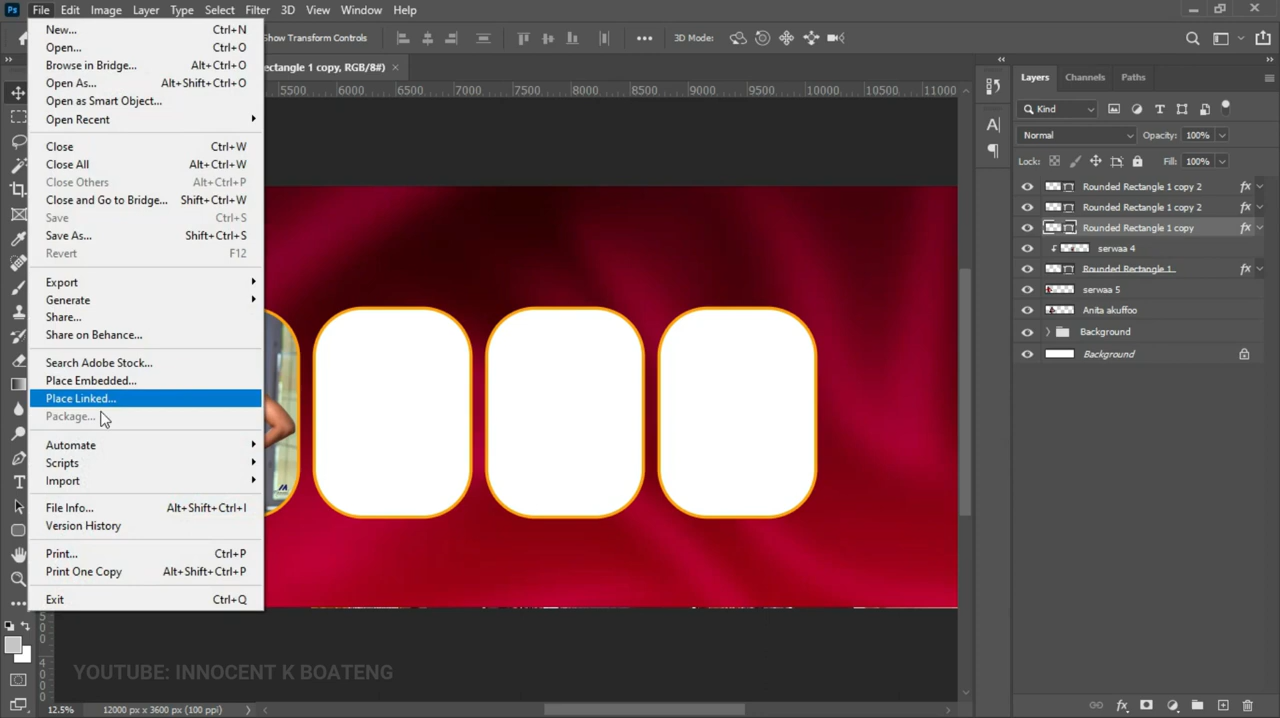 Ps File Edit Image Layer Type Select Filter 3D View Window Help
Show Transform Controls 3D Mode:
ectangle 1 copy, RGB/8#) ×
5500 6000 6500 7000 7500 8000 8500 9000 9500 10000 10500 11000
New... Ctrl+N
Open... Ctrl+O
Browse in Bridge... Alt+Ctrl+O
Open As... Alt+Shift+Ctrl+O
Open as Smart Object...
Open Recent
Close Ctrl+W
Close All Alt+Ctrl+W
Close Others Alt+Ctrl+P
Close and Go to Bridge... Shift+Ctrl+W
Save Ctrl+S
Save As... Shift+Ctrl+S
Revert F12
Export
Generate
Share...
Share on Behance...
Search Adobe Stock...
Place Embedded...
Place Linked...
Package...
Automate
Scripts
Import
File Info... Alt+Shift+Ctrl+I
Version History
Print... Ctrl+P
Print One Copy Alt+Shift+Ctrl+P
Exit Ctrl+Q
Layers Channels Paths
Kind
Normal Opacity: 100%
Lock: Fill: 100%
Rounded Rectangle 1 copy 2 fx
Rounded Rectangle 1 copy 2 fx
Rounded Rectangle 1 copy fx
serwaa 4
Rounded Rectangle 1 fx
serwaa 5
Anita akuffoo
Background
Background
YOUTUBE: INNOCENT K BOATENG
12.5% 12000 px x 3600 px (100 ppi)